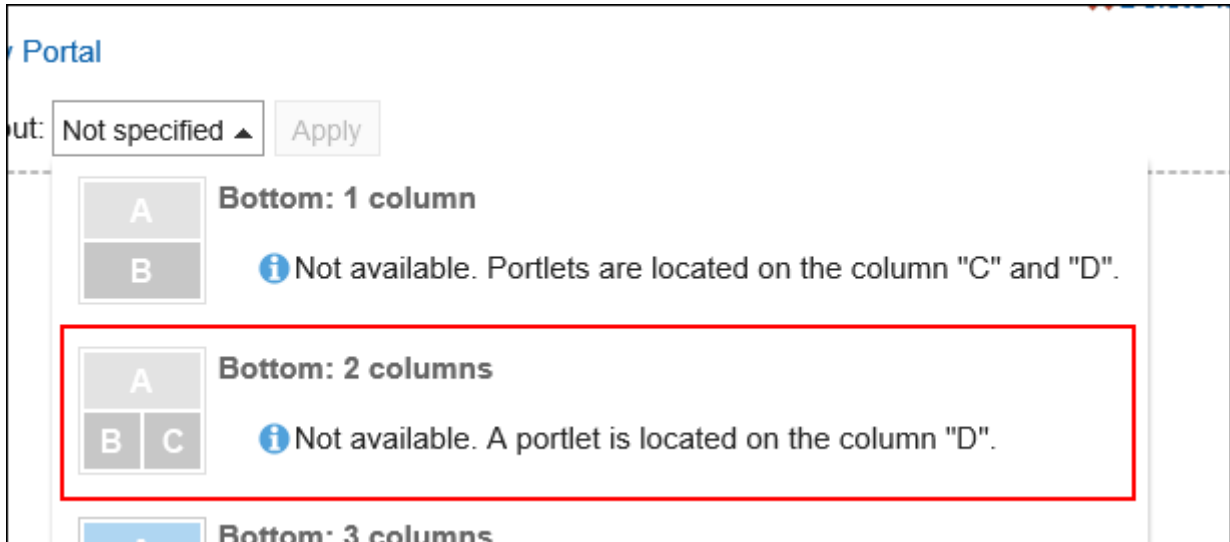 Portal
ut: Not specified Apply
A
Bottom: 1 column
B
Not available. Portlets are located on the column "C" and "D".
A
Bottom: 2 columns
B C
Not available. A portlet is located on the column "D".
Bottom: 3 columns